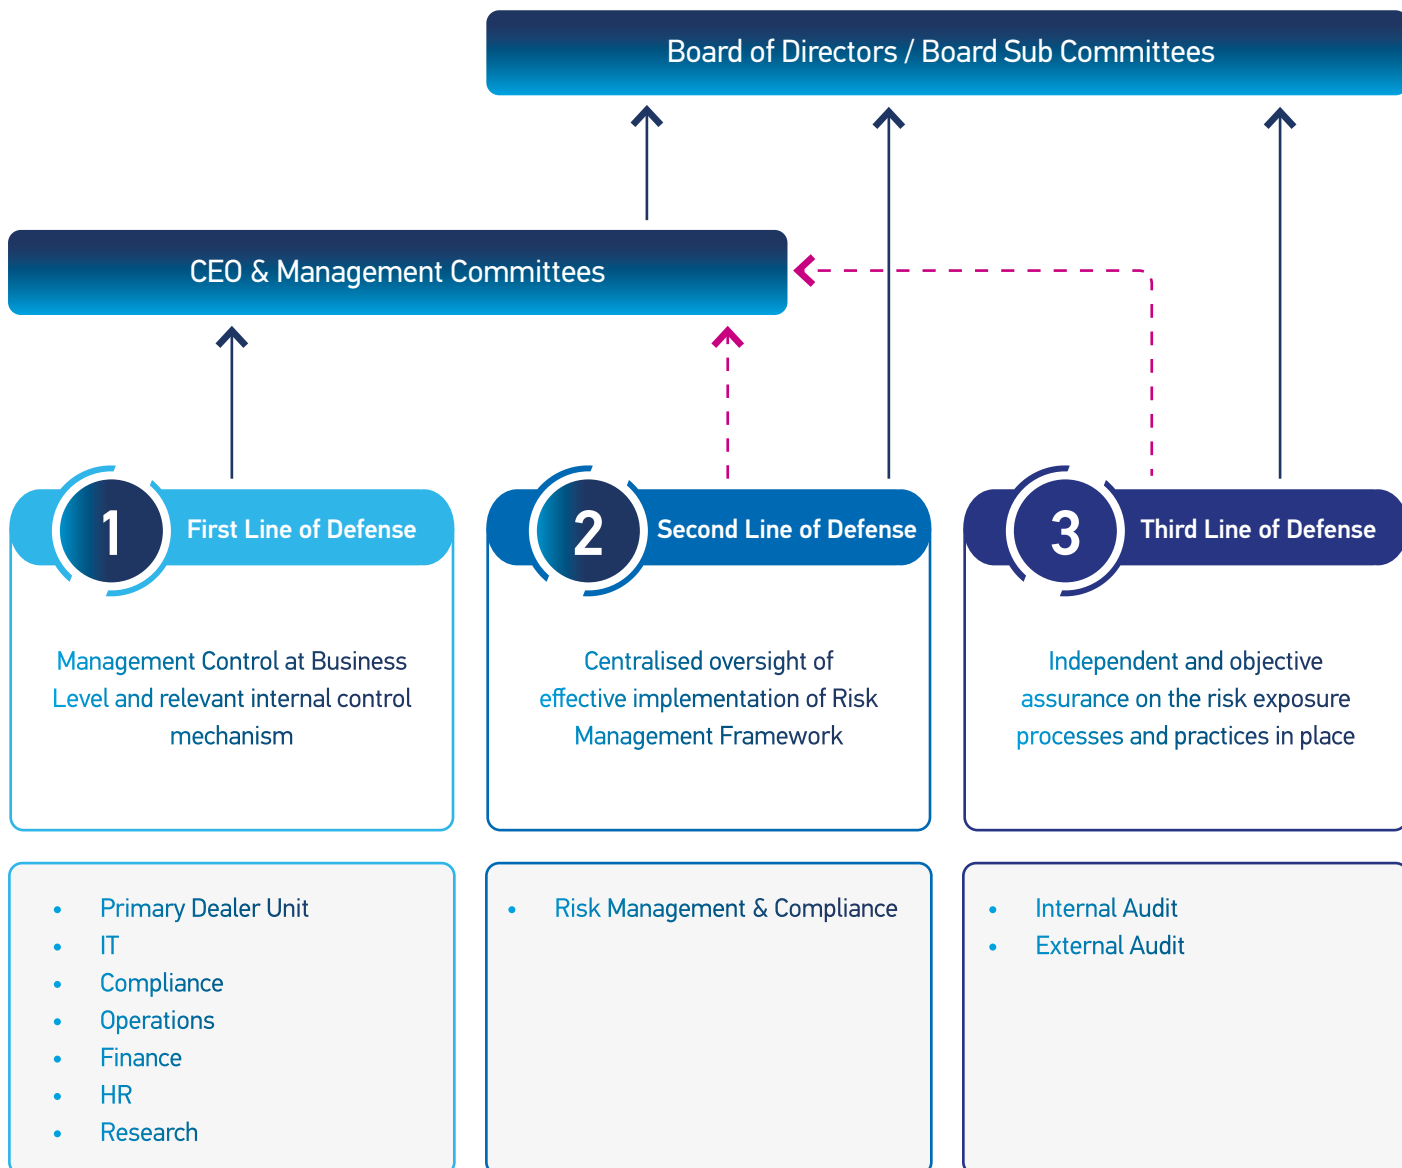 Board of Directors / Board Sub Committees
CEO & Management Committees
1
First Line of Defense
Management Control at Business
Level and relevant internal control
mechanism
• Primary Dealer Unit
• IT
• Compliance
• Operations
• Finance
• HR
• Research
2
Second Line of Defense
Centralised oversight of
effective implementation of Risk
Management Framework
• Risk Management & Compliance
3
Third Line of Defense
Independent and objective
assurance on the risk exposure
processes and practices in place
• Internal Audit
• External Audit